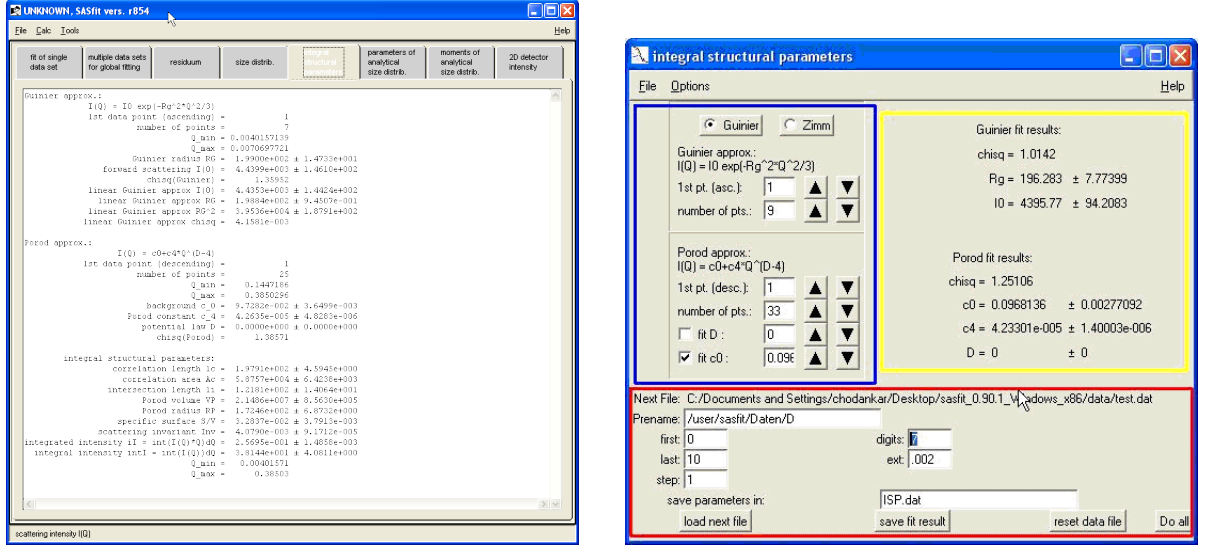 UNKNOWN, SASfit vers. r854
File Calc Tools Help
fit of single data set
multiple data sets for global fitting
residuum
size distrib.
integral structural parameters
parameters of analytical size distrib.
moments of analytical size distrib.
2D detector intensity
Guinier approx.:
I(Q) = I0 exp(-Rg^2*Q^2/3)
1st data point (ascending) = 1
number of points = 7
Q_min = 0.0040157139
Q_max = 0.0070697721
Guinier radius RG = 1.9900e+002 ± 1.4733e+001
forward scattering I(0) = 4.4399e+003 ± 1.4610e+002
chisq(Guinier) = 1.35952
linear Guinier approx I(0) = 4.4353e+003 ± 1.4424e+002
linear Guinier approx RG = 1.9884e+002 ± 9.4507e-001
linear Guinier approx RG^2 = 3.9536e+004 ± 1.8791e+002
linear Guinier approx chisq = 4.1581e-003
Porod approx.:
I(Q) = c0+c4*Q^(D-4)
1st data point (descending) = 1
number of points = 25
Q_min = 0.1447186
Q_max = 0.3850296
background c_0 = 9.7282e-002 ± 3.6499e-003
Porod constant c_4 = 4.2635e-005 ± 4.8283e-006
potential law D = 0.0000e+000 ± 0.0000e+000
chisq(Porod) = 1.38571
integral structural parameters:
correlation length lc = 1.9791e+002 ± 4.5945e+000
correlation area Ac = 5.8757e+004 ± 6.4238e+003
intersection length li = 1.2181e+002 ± 1.4064e+001
Porod volume VP = 2.1486e+007 ± 8.5630e+005
Porod radius RP = 1.7246e+002 ± 6.8732e+000
specific surface S/V = 3.2837e-002 ± 3.7913e-003
scattering invariant Inv = 4.0790e-003 ± 9.1712e-005
integrated intensity iI = int(I(Q)*Q)dQ = 2.5695e-001 ± 1.4858e-003
integral intensity intI = int(I(Q))dQ = 3.8144e+001 ± 4.0811e+000
Q_min = 0.00401571
Q_max = 0.38503
scattering intensity I(Q)
integral structural parameters
File Options Help
Guinier Zimm
Guinier approx.:
I(Q) = I0 exp(-Rg^2*Q^2/3)
1st pt. (asc.): 1
number of pts.: 9
Porod approx.:
I(Q) = c0+c4*Q^(D-4)
1st pt. (desc.): 1
number of pts.: 33
fit D : 0
fit c0 : 0.096
Guinier fit results:
chisq = 1.0142
Rg = 196.283 ± 7.77399
I0 = 4395.77 ± 94.2083
Porod fit results:
chisq = 1.25106
c0 = 0.0968136 ± 0.00277092
c4 = 4.23301e-005 ± 1.40003e-006
D = 0 ± 0
Next File: C:/Documents and Settings/chodankar/Desktop/sasfit_0.90.1_Windows_x86/data/test.dat
Prename: /user/sasfit/Daten/D
first: 0 digits: 7
last: 10 ext: .002
step: 1
save parameters in: ISP.dat
load next file save fit result reset data file Do all